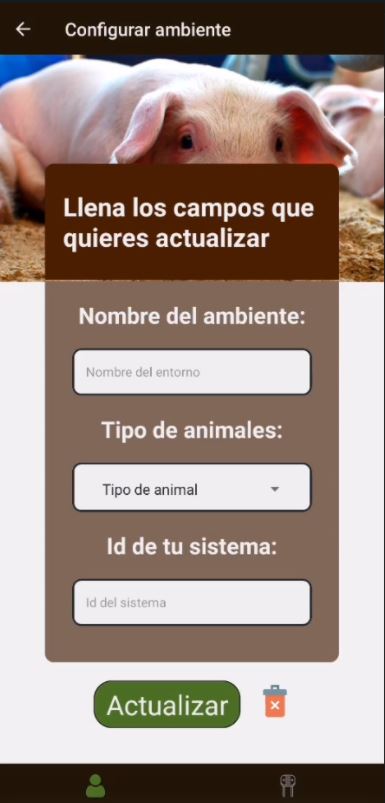 Configurar ambiente
Llena los campos que
quieres actualizar
Nombre del ambiente:
Nombre del entorno
Tipo de animales:
Tipo de animal
Id de tu sistema:
Id del sistema
Actualizar